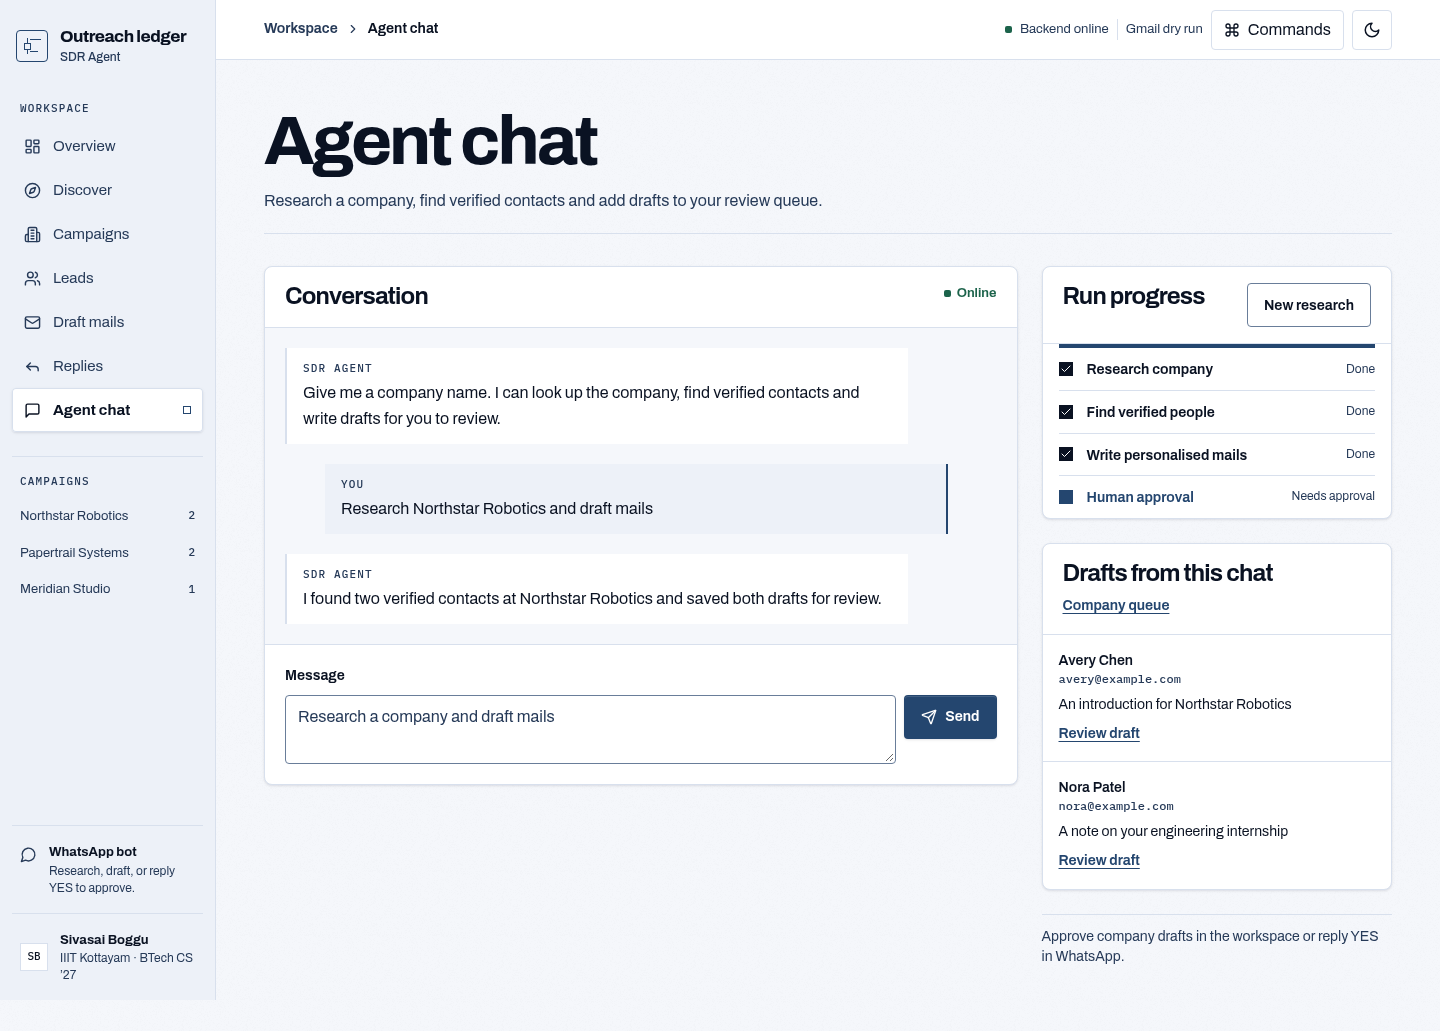 Outreach ledger
SDR Agent
WORKSPACE
Overview
Discover
Campaigns
Leads
Draft mails
Replies
Agent chat
CAMPAIGNS
Northstar Robotics 2
Papertrail Systems 2
Meridian Studio 1
WhatsApp bot
Research, draft, or reply
YES to approve.
SB
Sivasai Boggu
IIIT Kottayam · BTech CS
'27
Workspace > Agent chat
Backend online
Gmail dry run
⌘ Commands
Agent chat
Research a company, find verified contacts and add drafts to your review queue.
Conversation
Online
SDR AGENT
Give me a company name. I can look up the company, find verified contacts and
write drafts for you to review.
YOU
Research Northstar Robotics and draft mails
SDR AGENT
I found two verified contacts at Northstar Robotics and saved both drafts for review.
Message
Research a company and draft mails
Send
Run progress
New research
Research company Done
Find verified people Done
Write personalised mails Done
Human approval Needs approval
Drafts from this chat
Company queue
Avery Chen
avery@example.com
An introduction for Northstar Robotics
Review draft
Nora Patel
nora@example.com
A note on your engineering internship
Review draft
Approve company drafts in the workspace or reply YES
in WhatsApp.